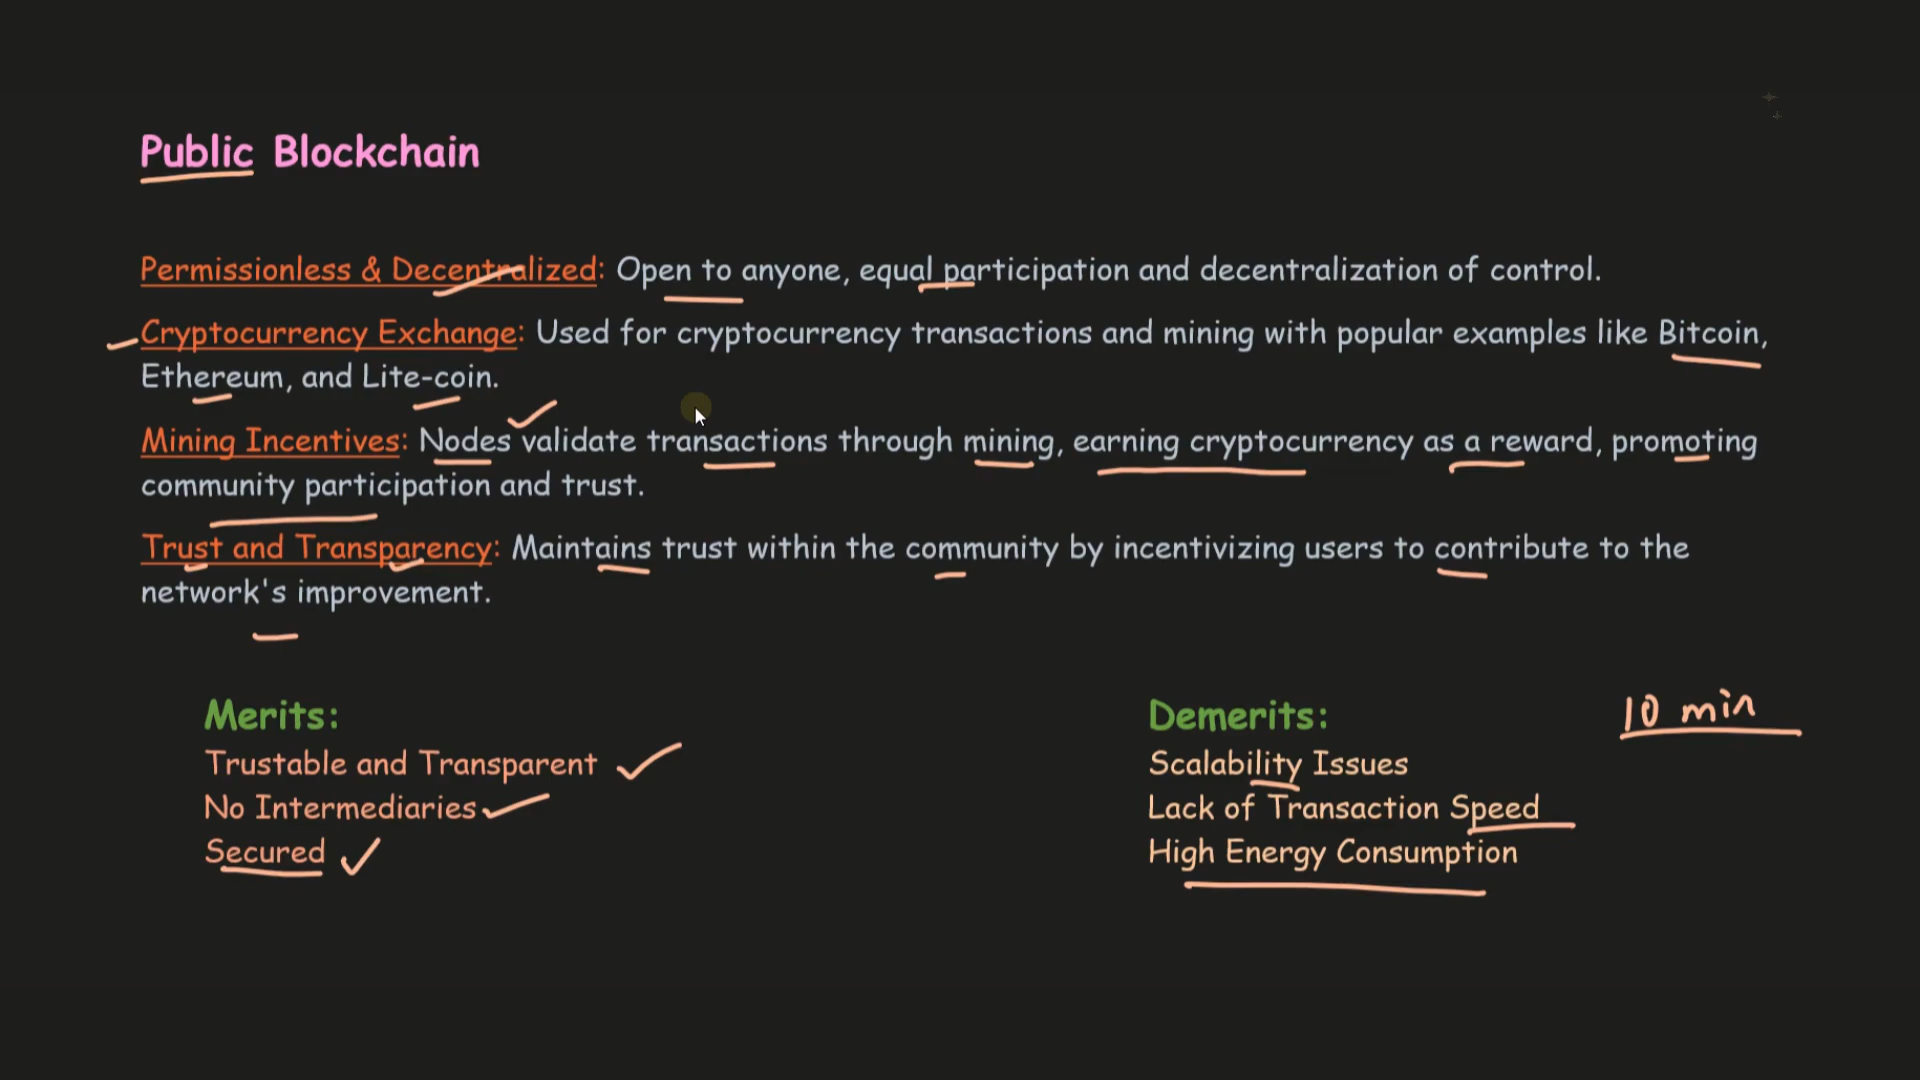 Public Blockchain
Permissionless & Decentralized: Open to anyone, equal participation and decentralization of control.
Cryptocurrency Exchange: Used for cryptocurrency transactions and mining with popular examples like Bitcoin,
Ethereum, and Lite-coin.
Mining Incentives: Nodes validate transactions through mining, earning cryptocurrency as a reward, promoting
community participation and trust.
Trust and Transparency: Maintains trust within the community by incentivizing users to contribute to the
network's improvement.
Merits:
Trustable and Transparent
No Intermediaries
Secured
Demerits:
10 min
Scalability Issues
Lack of Transaction Speed
High Energy Consumption